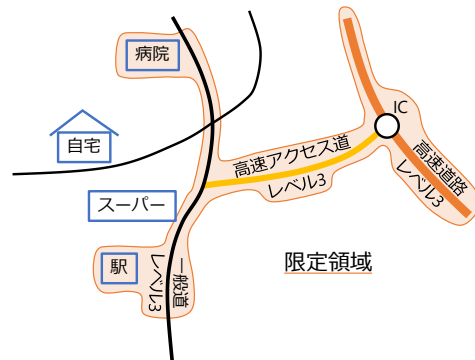 病院
IC
自宅
高速アクセス道
レベル3
高速道路
レベル3
スーパー
駅
一般道
レベル3
限定領域